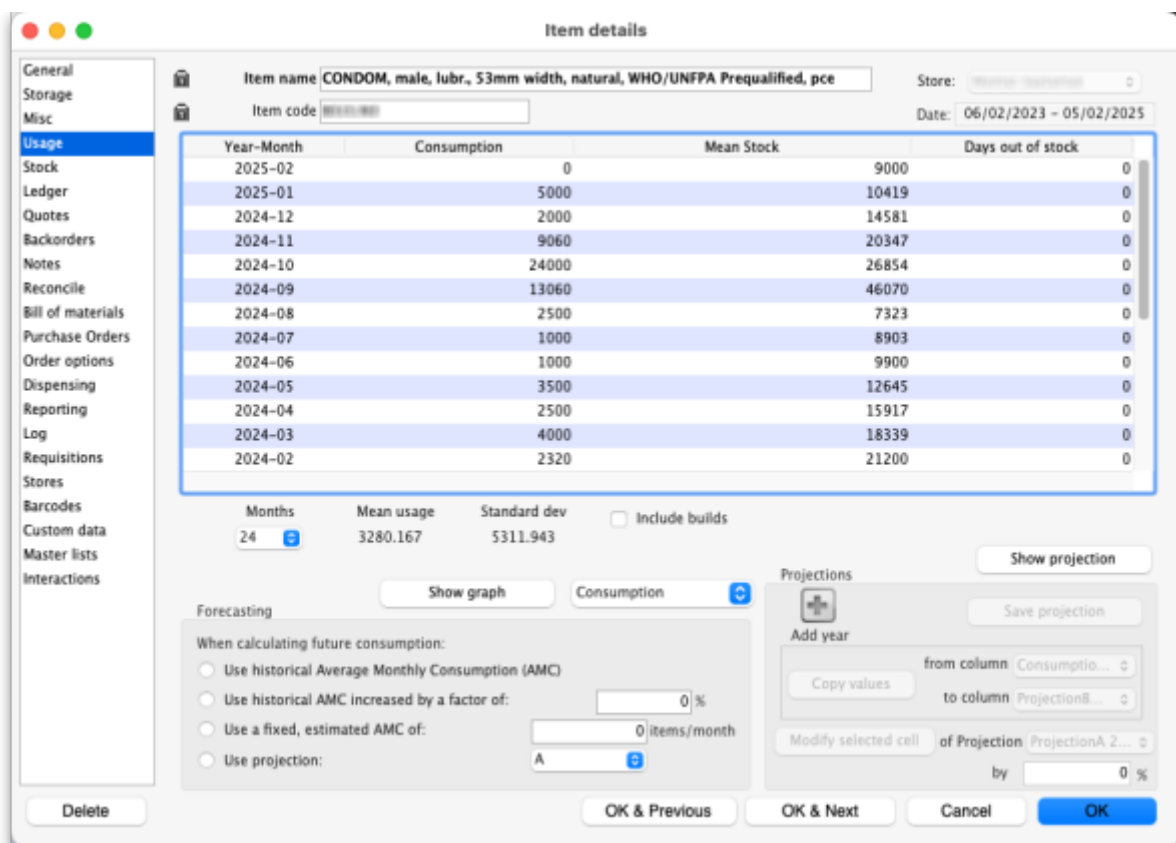 Item details
General
Storage
Misc
Usage
Stock
Ledger
Quotes
Backorders
Notes
Reconcile
Bill of materials
Purchase Orders
Order options
Dispensing
Reporting
Log
Requisitions
Stores
Barcodes
Custom data
Master lists
Interactions
Item name CONDOM, male, lubr., 53mm width, natural, WHO/UNFPA Prequalified, pce
Store:
Item code
Date: 06/02/2023 - 05/02/2025
Year-Month Consumption Mean Stock Days out of stock
2025-02 0 9000 0
2025-01 5000 10419 0
2024-12 2000 14581 0
2024-11 9060 20347 0
2024-10 24000 26854 0
2024-09 13060 46070 0
2024-08 2500 7323 0
2024-07 1000 8903 0
2024-06 1000 9900 0
2024-05 3500 12645 0
2024-04 2500 15917 0
2024-03 4000 18339 0
2024-02 2320 21200 0
Months Mean usage Standard dev
24 3280.167 5311.943
Include builds
Show projection
Show graph Consumption
Forecasting
When calculating future consumption:
Use historical Average Monthly Consumption (AMC)
Use historical AMC increased by a factor of: 0 %
Use a fixed, estimated AMC of: 0 items/month
Use projection: A
Projections
Add year
Save projection
Copy values
from column Consumptio...
to column ProjectionB...
Modify selected cell of Projection ProjectionA 2...
by 0 %
Delete OK & Previous OK & Next Cancel OK